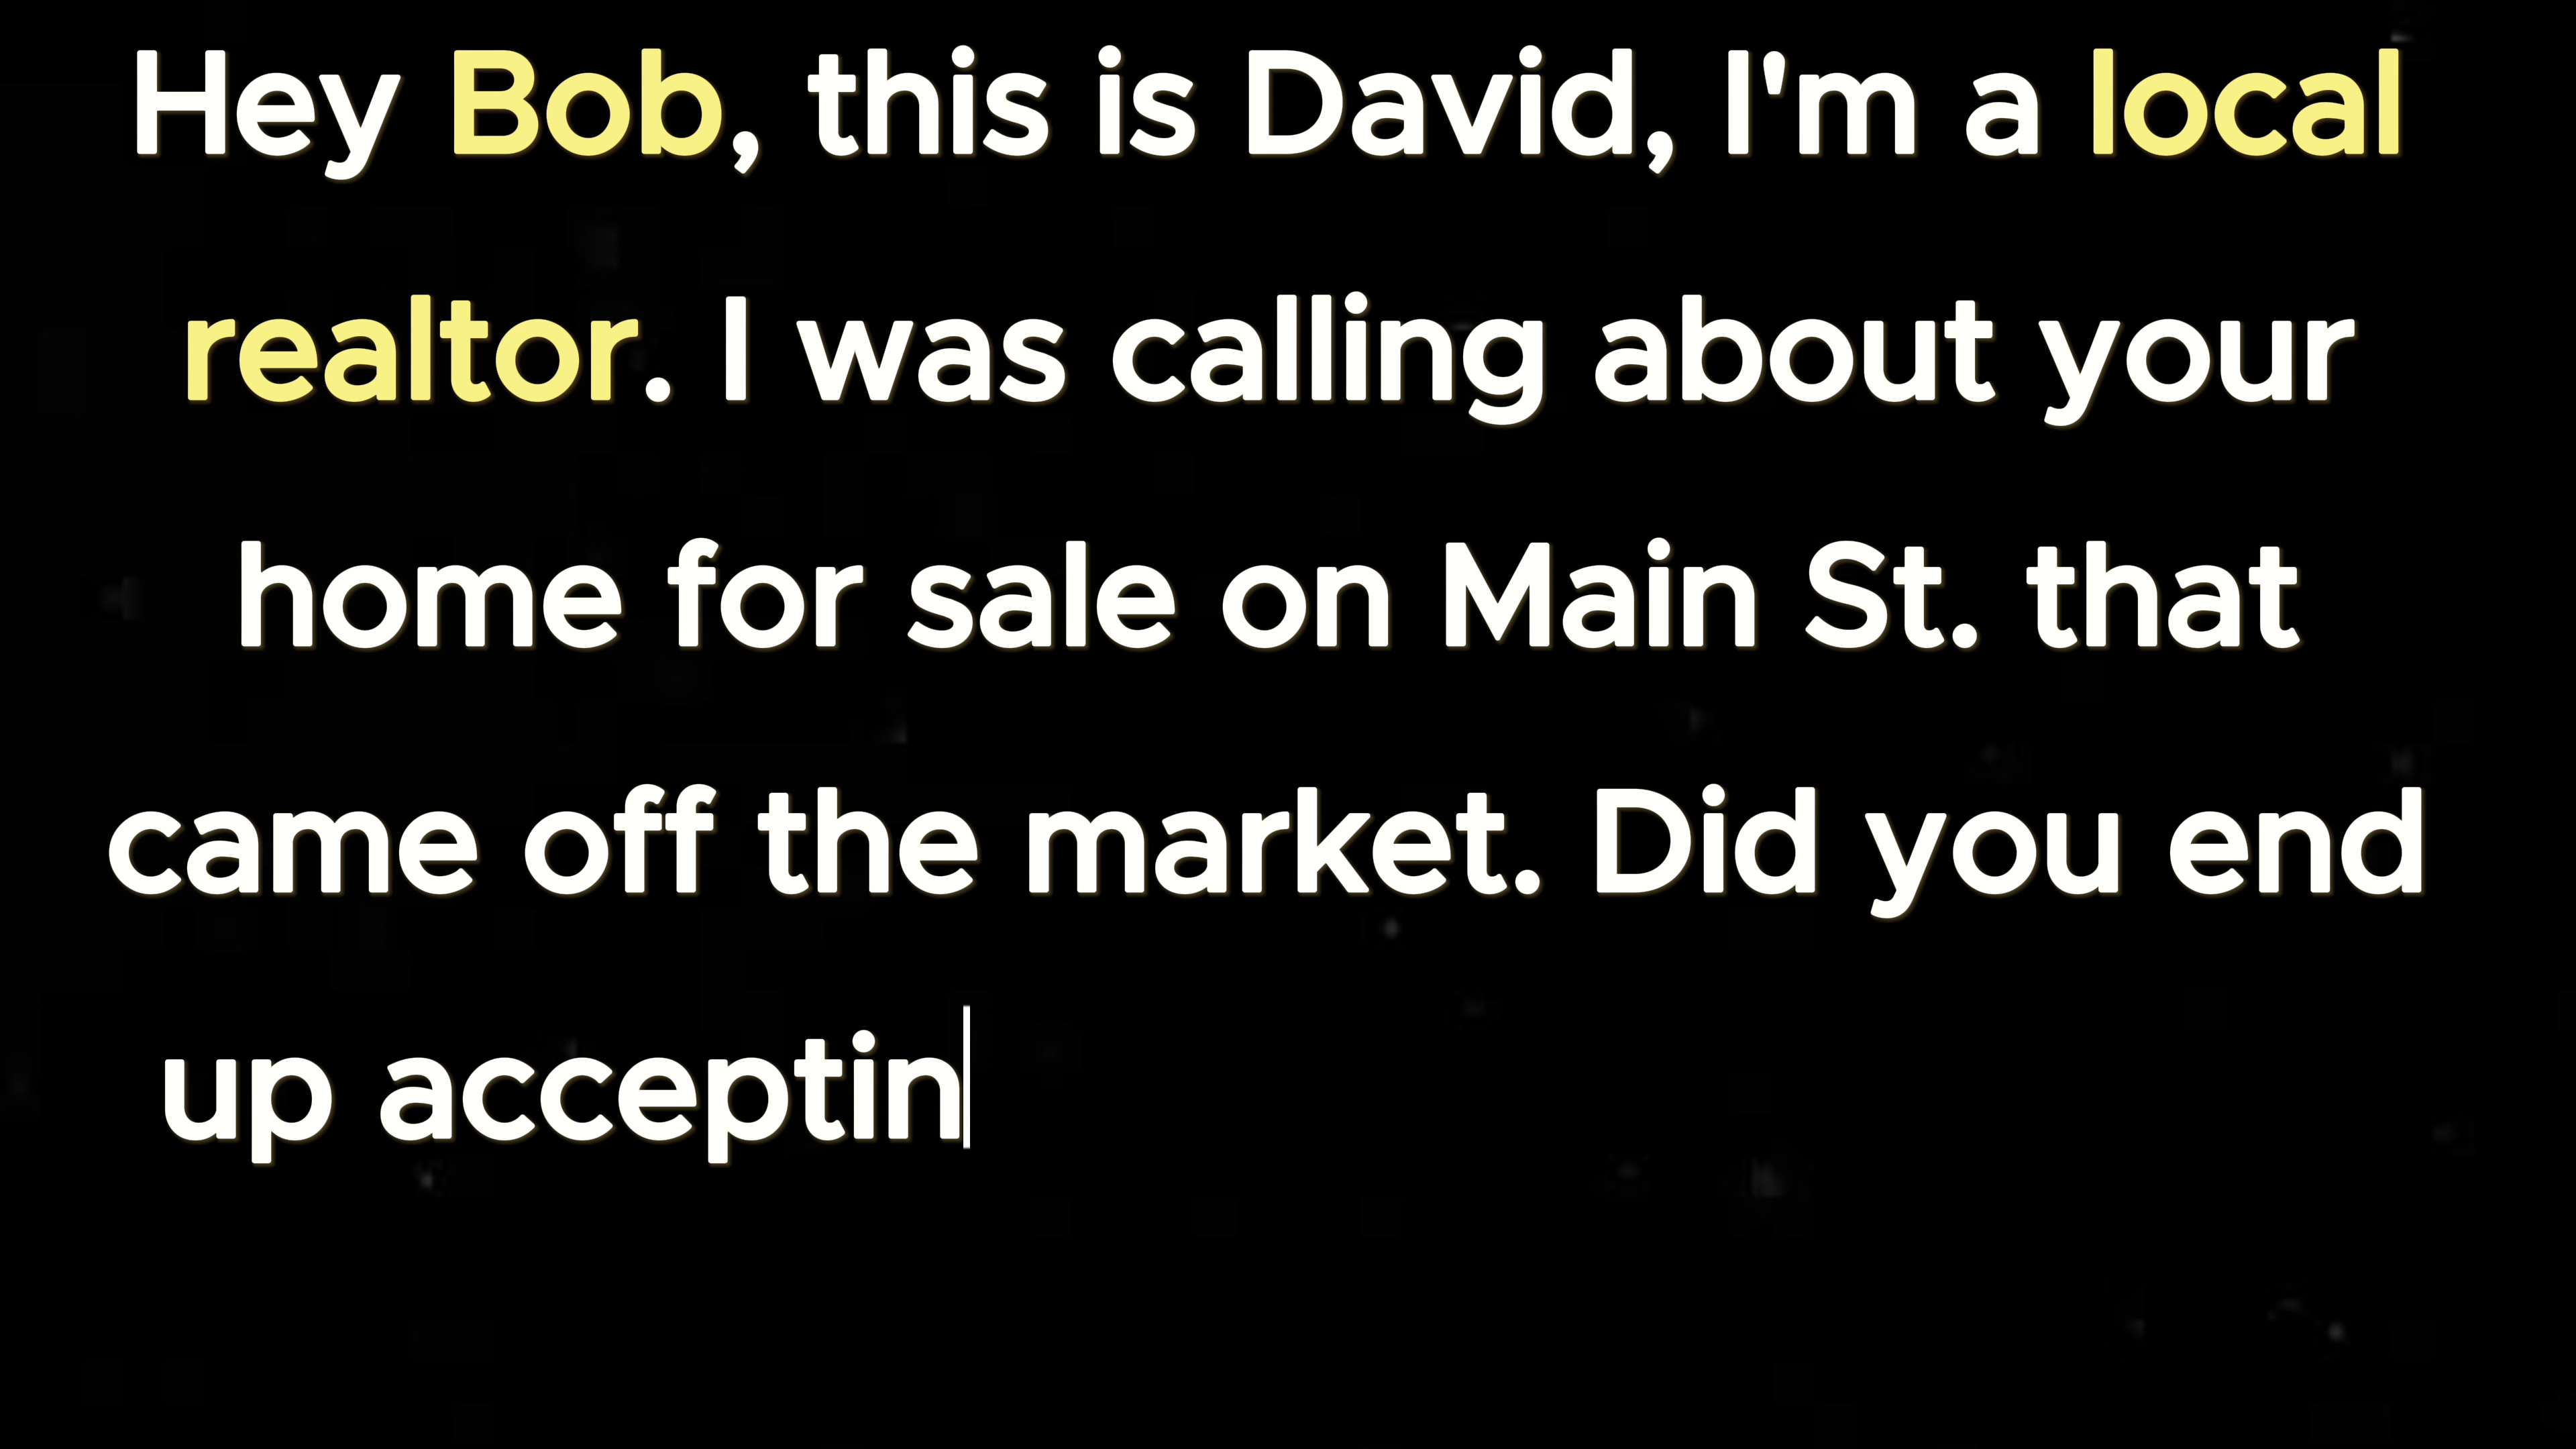 Hey Bob, this is David, I'm a local
realtor. I was calling about your
home for sale on Main St. that
came off the market. Did you end
up acceptin